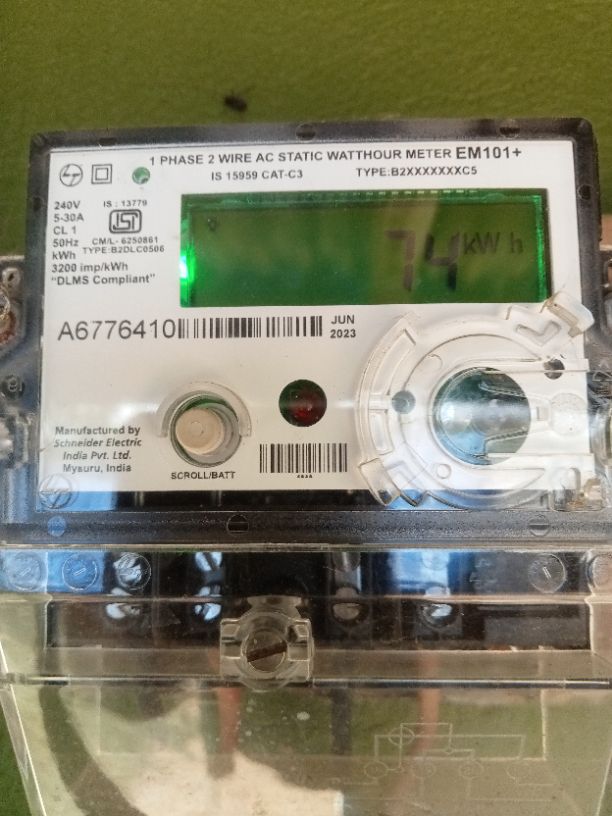 1 PHASE 2 WIRE AC STATIC WATTHOUR METER EM101+
IS 15959 CAT-C3 TYPE:B2XXXXXXXC5
240V
5-30A
CL 1
50Hz
kWh
3200 imp/kWh
"DLMS Compliant"
IS : 13779
ISI
CM/L- 6250861
TYPE: B2DLC0506
74 kWh
A6776410
JUN
2023
Manufactured by
Schneider Electric
India Pvt. Ltd.
Mysuru, India
SCROLL/BATT